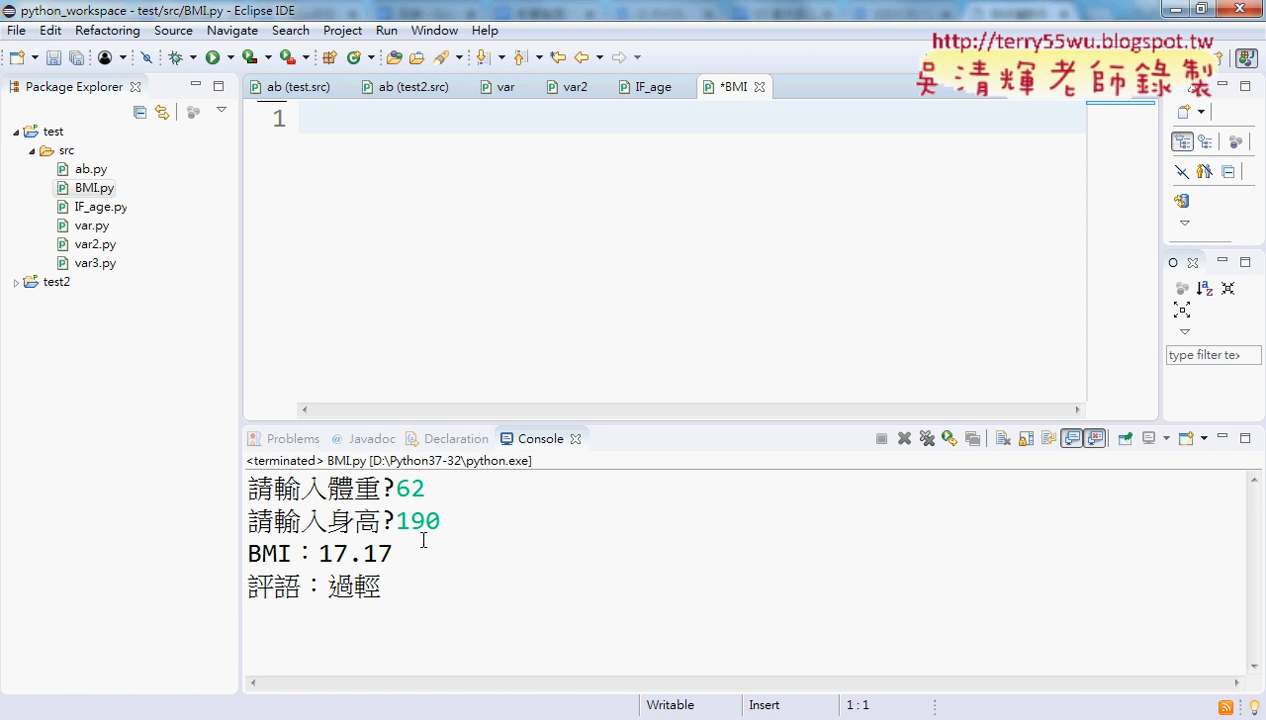 python_workspace - test/src/BMI.py - Eclipse IDE
File Edit Refactoring Source Navigate Search Project Run Window Help
http://terry55wu.blogspot.tw
吳清輝老師錄製
Package Explorer
ab (test.src) ab (test2.src) var var2 IF_age *BMI
1
test
src
ab.py
BMI.py
IF_age.py
var.py
var2.py
var3.py
test2
O
type filter te
Problems @ Javadoc Declaration Console
<terminated> BMI.py [D:\Python37-32\python.exe]
請輸入體重?62
請輸入身高?190
BMI：17.17
評語：過輕
Writable Insert 1 : 1